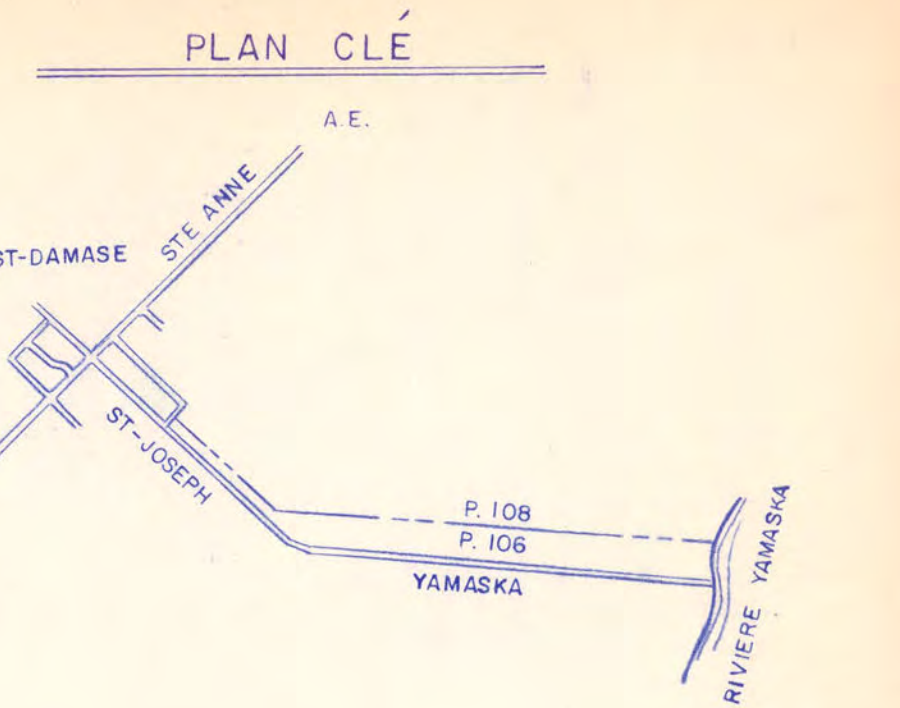 PLAN CLÉ
A.E.
STE ANNE
ST-DAMASE
ST-JOSEPH
P. 108
P. 106
YAMASKA
RIVIERE YAMASKA